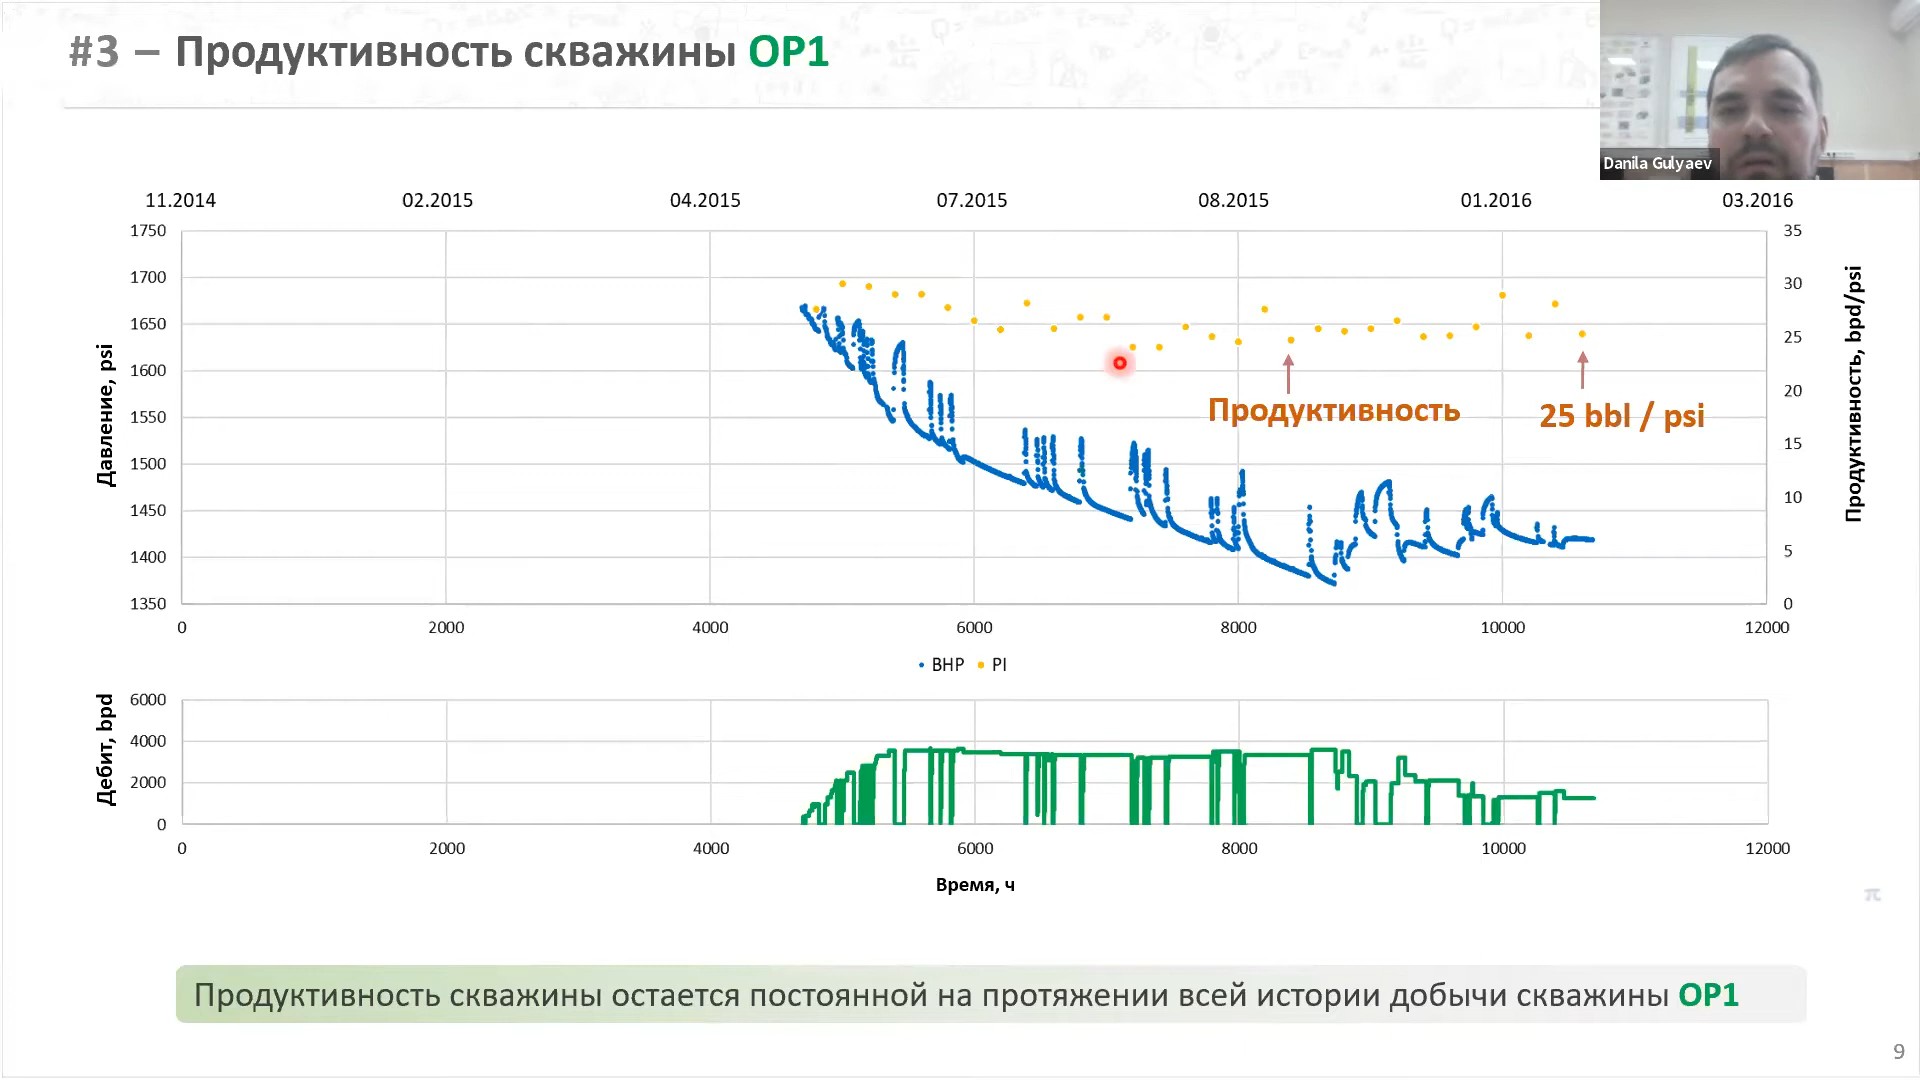 #3 – Продуктивность скважины OP1
Danila Gulyaev
11.2014 02.2015 04.2015 07.2015 08.2015 01.2016 03.2016
Давление, psi
1750
1700
1650
1600
1550
1500
1450
1400
1350
35
30
25
20
15
10
5
0
Продуктивность, bpd/psi
Продуктивность
25 bbl / psi
0 2000 4000 6000 8000 10000 12000
BHP PI
Дебит, bpd
6000
4000
2000
0
0 2000 4000 6000 8000 10000 12000
Время, ч
π
Продуктивность скважины остается постоянной на протяжении всей истории добычи скважины OP1
9